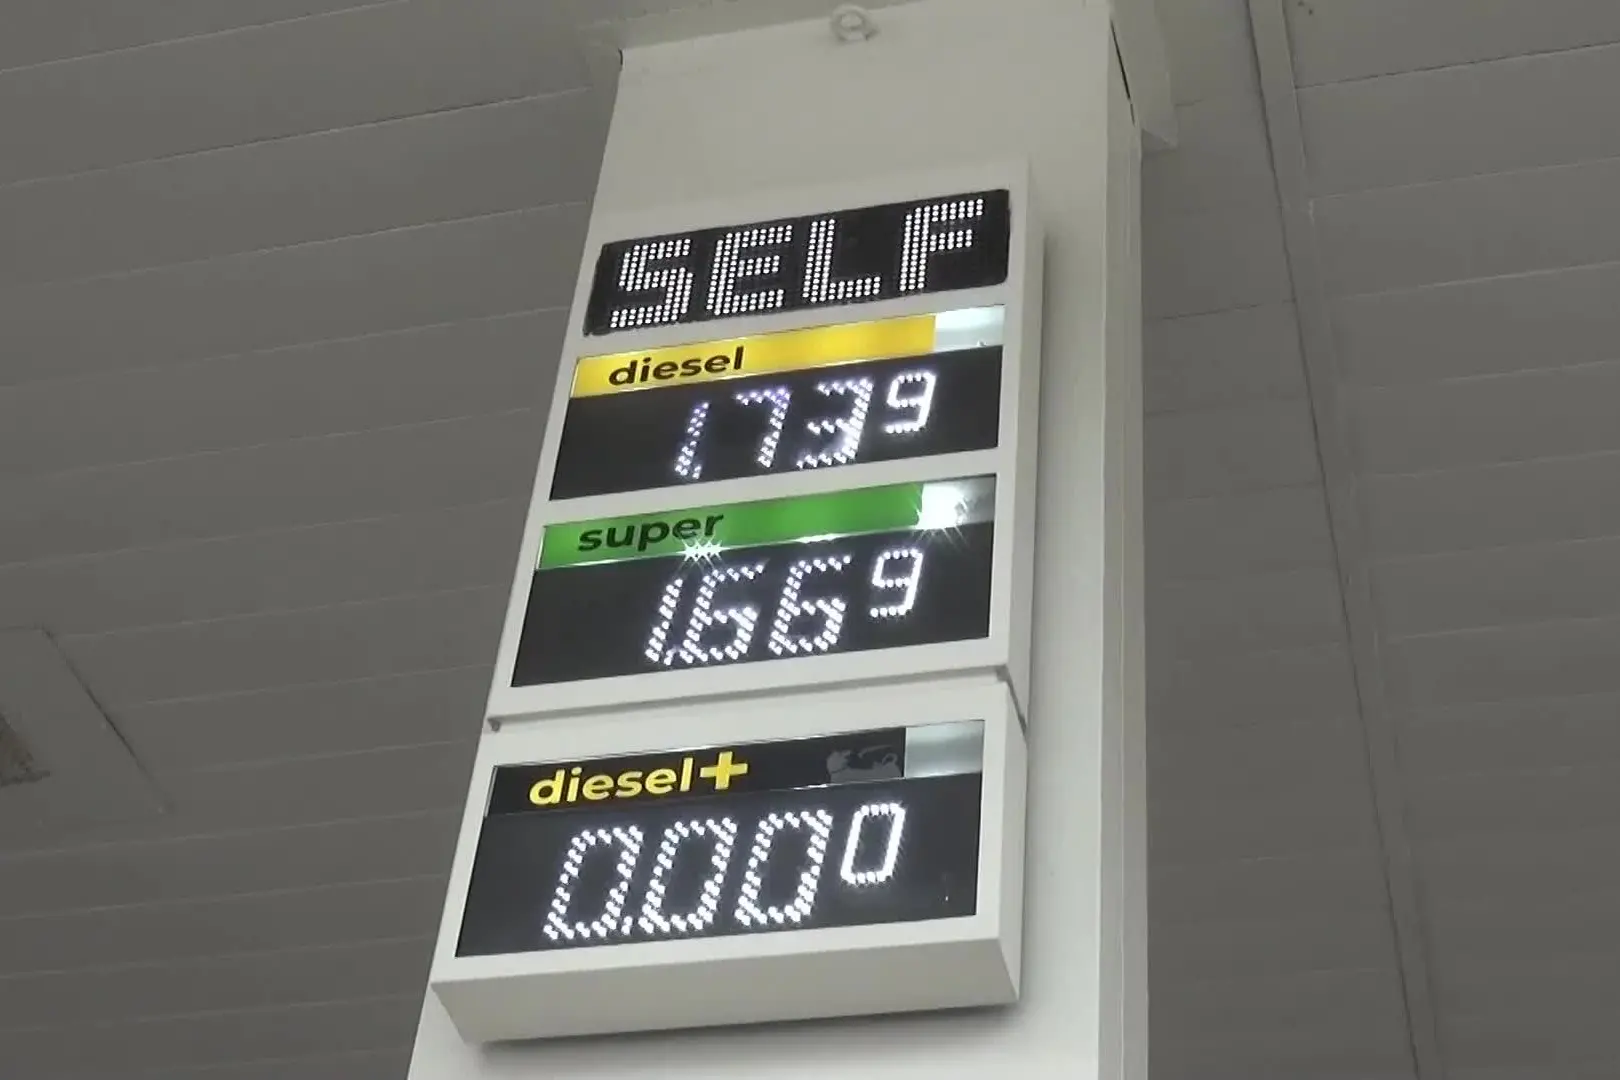 SELF
diesel
1.73⁹
super
1.66⁹
diesel+
0.00⁰